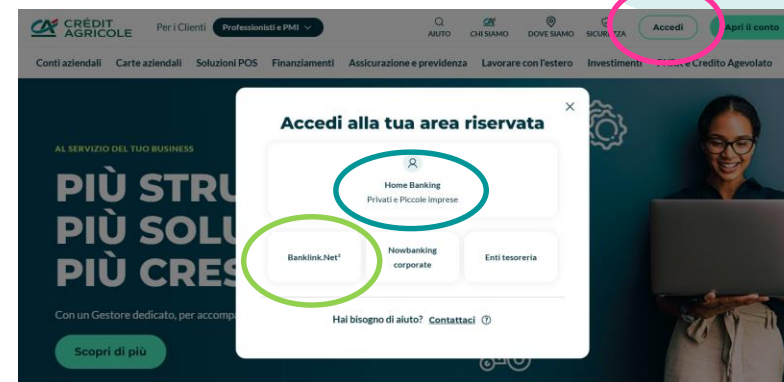 CRÉDIT AGRICOLE
Per i Clienti Professionisti e PMI AIUTO CHI SIAMO DOVE SIAMO SICUREZZA Accedi Apri il conto
Conti aziendali Carte aziendali Soluzioni POS Finanziamenti Assicurazione e previdenza Lavorare con l'estero Investimenti e Credito Agevolato
Accedi alla tua area riservata
AL SERVIZIO DEL TUO BUSINESS
Home Banking
Privati e Piccole imprese
PIÙ STRU
PIÙ SOLU
PIÙ CRES
Banklink.Net²
Nowbanking
corporate
Enti tesoreria
Con un Gestore dedicato, per accompa
Hai bisogno di aiuto? Contattaci
Scopri di più